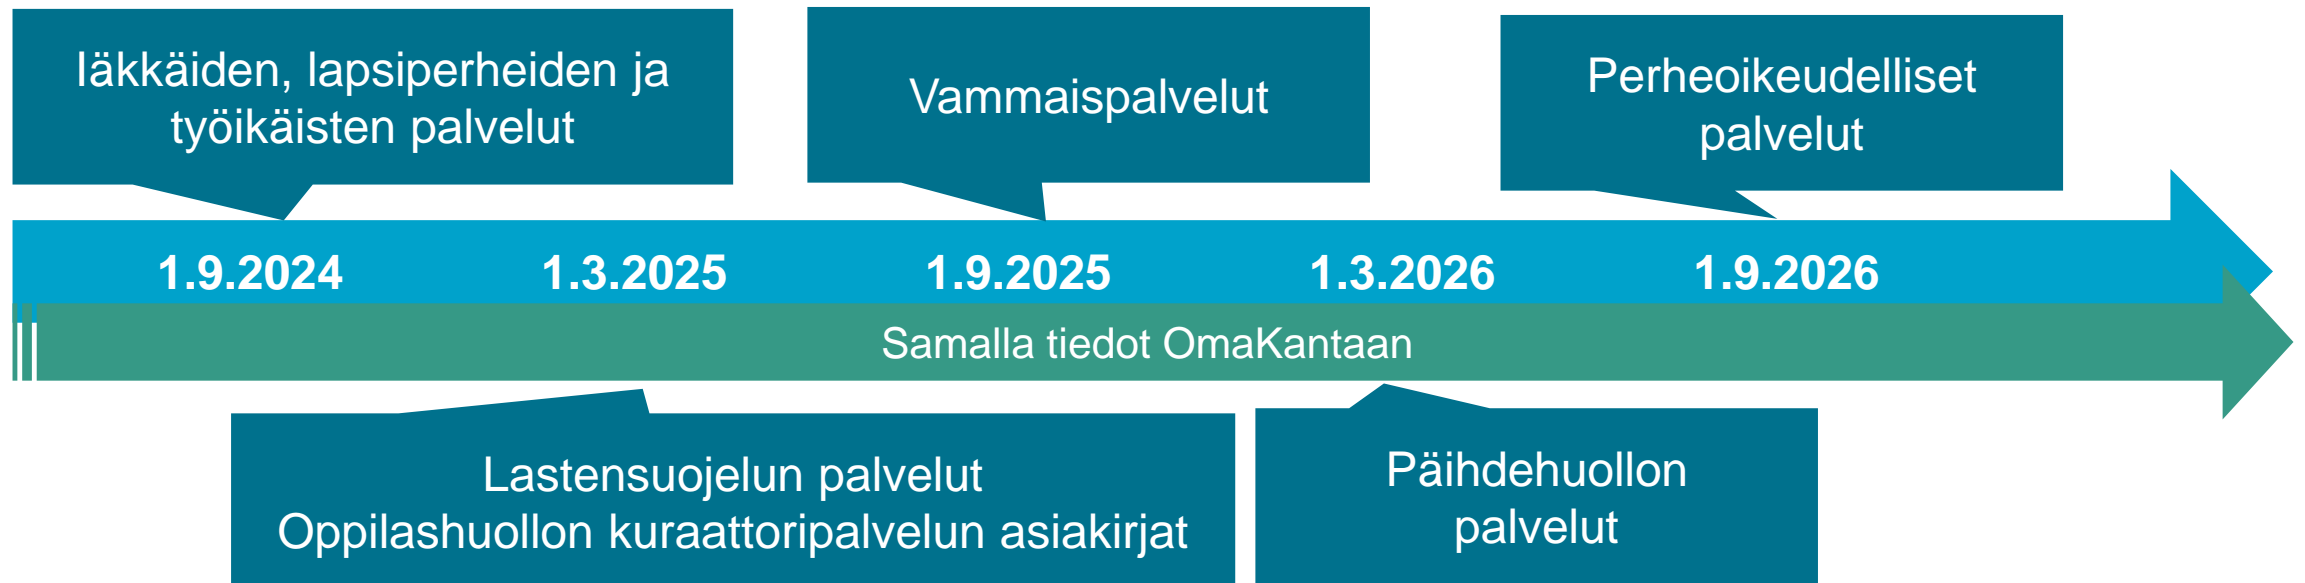 Iäkkäiden, lapsiperheiden ja
työikäisten palvelut
Vammaispalvelut
Perheoikeudelliset
palvelut
1.9.2024
1.3.2025
1.9.2025
1.3.2026
1.9.2026
Samalla tiedot OmaKantaan
Lastensuojelun palvelut
Oppilashuollon kuraattoripalvelun asiakirjat
Päihdehuollon
palvelut